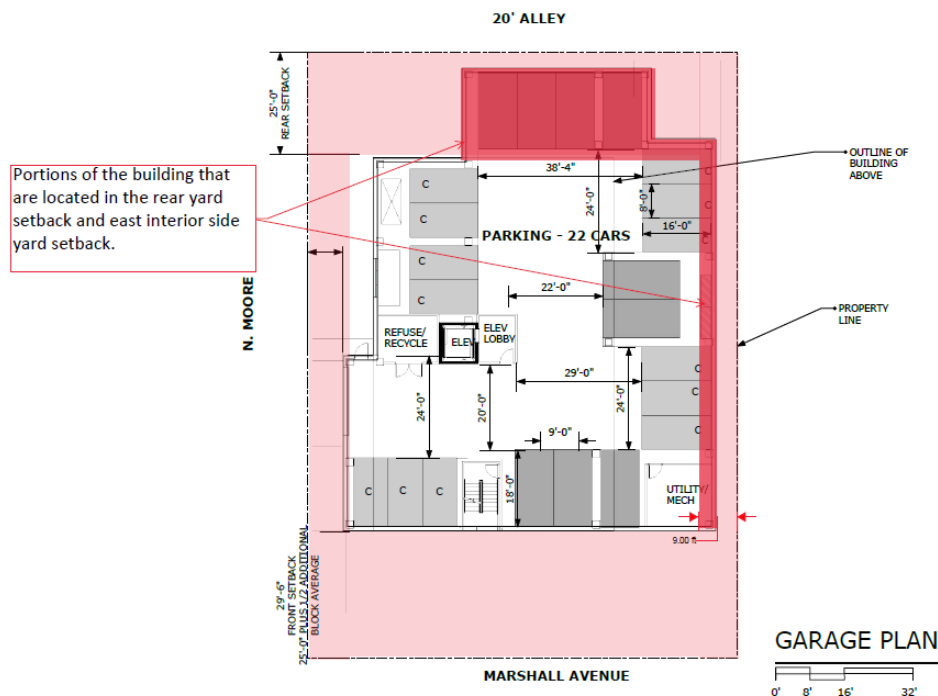 20' ALLEY
25'-0"
REAR SETBACK
Portions of the building that
are located in the rear yard
setback and east interior side
yard setback.
OUTLINE OF
BUILDING
ABOVE
38'-4"
24'-0"
8'-0"
16'-0"
C
C
C
C
C
C
PARKING - 22 CARS
22'-0"
N. MOORE
PROPERTY
LINE
REFUSE/
RECYCLE
ELEV
ELEV
LOBBY
29'-0"
24'-0"
20'-0"
24'-0"
C
C
C
9'-0"
18'-0"
C
C
C
UTILITY/
MECH
9.00 ft
29'-6"
FRONT SETBACK
25'-0" PLUS 1/2 ADDITIONAL
BLOCK AVERAGE
MARSHALL AVENUE
GARAGE PLAN
0' 8' 16' 32'